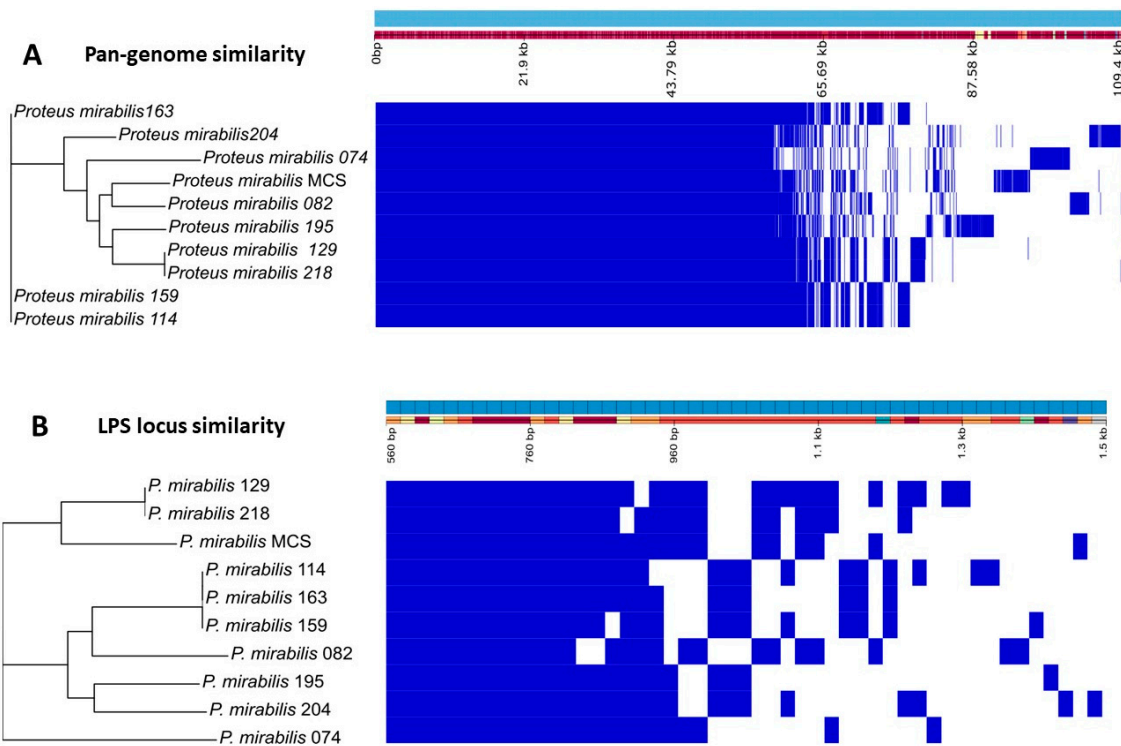 A Pan-genome similarity
0bp
21.9 kb
43.79 kb
65.69 kb
87.58 kb
109.4 kb
Proteus mirabilis163
Proteus mirabilis204
Proteus mirabilis 074
Proteus mirabilis MCS
Proteus mirabilis 082
Proteus mirabilis 195
Proteus mirabilis 129
Proteus mirabilis 218
Proteus mirabilis 159
Proteus mirabilis 114
B LPS locus similarity
560 bp
760 bp
960 bp
1.1 kb
1.3 kb
1.5 kb
P. mirabilis 129
P. mirabilis 218
P. mirabilis MCS
P. mirabilis 114
P. mirabilis 163
P. mirabilis 159
P. mirabilis 082
P. mirabilis 195
P. mirabilis 204
P. mirabilis 074